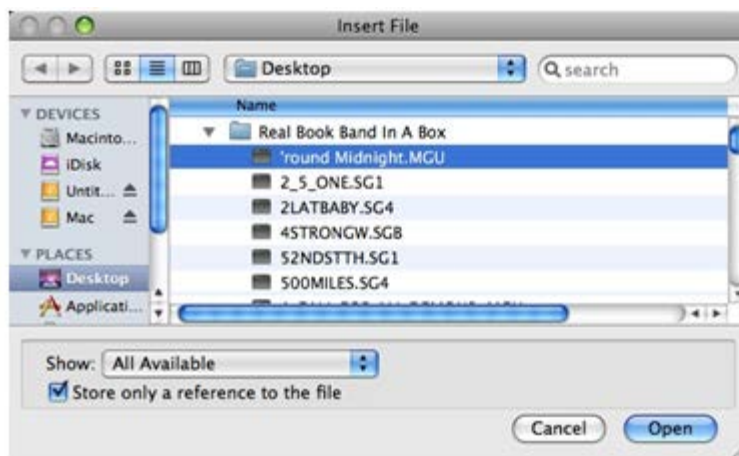 Insert File
Desktop
search
Name
DEVICES
Macinto...
iDisk
Untit...
Mac
PLACES
Desktop
Applicati...
Real Book Band In A Box
'round Midnight.MGU
2_5_ONE.SG1
2LATBABY.SG4
4STRONGW.SG8
52NDSTTH.SG1
500MILES.SG4
Show: All Available
Store only a reference to the file
Cancel
Open